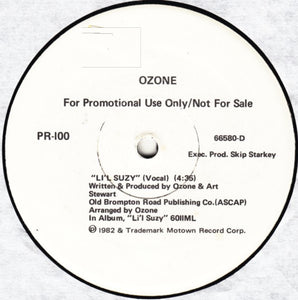 OZONE
For Promotional Use Only/Not For Sale
PR-100
66580-D
Exec. Prod. Skip Starkey
"LI'L SUZY" (Vocal) (4:35)
Written & Produced by Ozone & Art
Stewart
Old Brompton Road Publishing Co.(ASCAP)
Arranged by Ozone
In Album, "Li'l Suzy" 6011ML
℗ 1982 & Trademark Motown Record Corp.